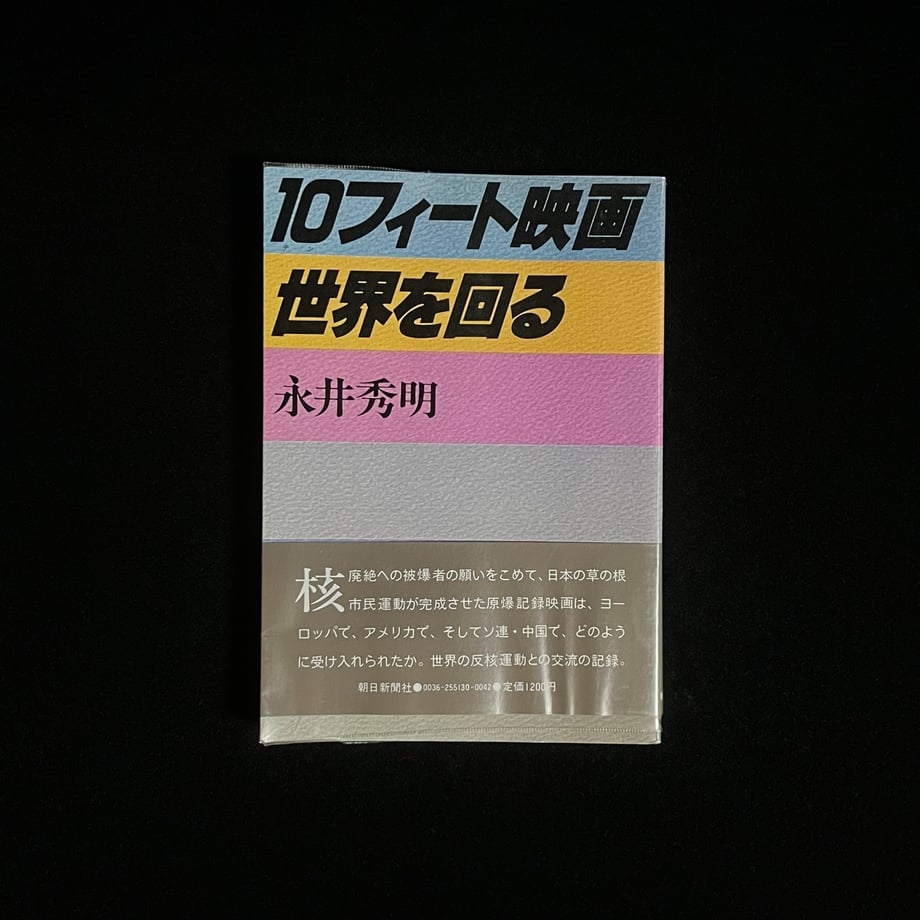 10フィート映画
テン
世界を回る
永井秀明
核廃絶への被爆者の願いをこめて、日本の草の根
市民運動が完成させた原爆記録映画は、ヨー
ロッパで、アメリカで、そしてソ連・中国で、どのよう
に受け入れられたか。世界の反核運動との交流の記録。
朝日新聞社●0036-255130-0042●定価1200円